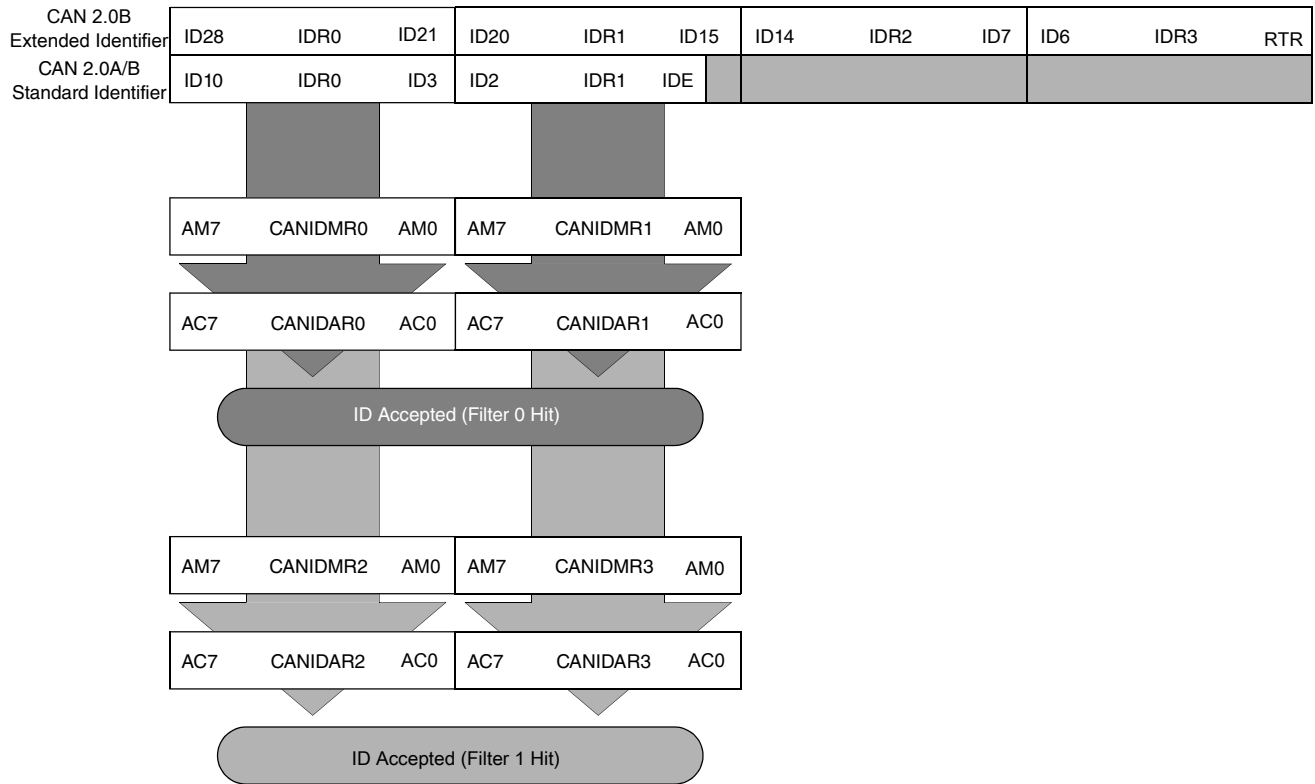 CAN 2.0B
Extended Identifier
ID28 IDR0 ID21 ID20 IDR1 ID15 ID14 IDR2 ID7 ID6 IDR3 RTR
CAN 2.0A/B
Standard Identifier
ID10 IDR0 ID3 ID2 IDR1 IDE
AM7 CANIDMR0 AM0 AM7 CANIDMR1 AM0
AC7 CANIDAR0 AC0 AC7 CANIDAR1 AC0
ID Accepted (Filter 0 Hit)
AM7 CANIDMR2 AM0 AM7 CANIDMR3 AM0
AC7 CANIDAR2 AC0 AC7 CANIDAR3 AC0
ID Accepted (Filter 1 Hit)